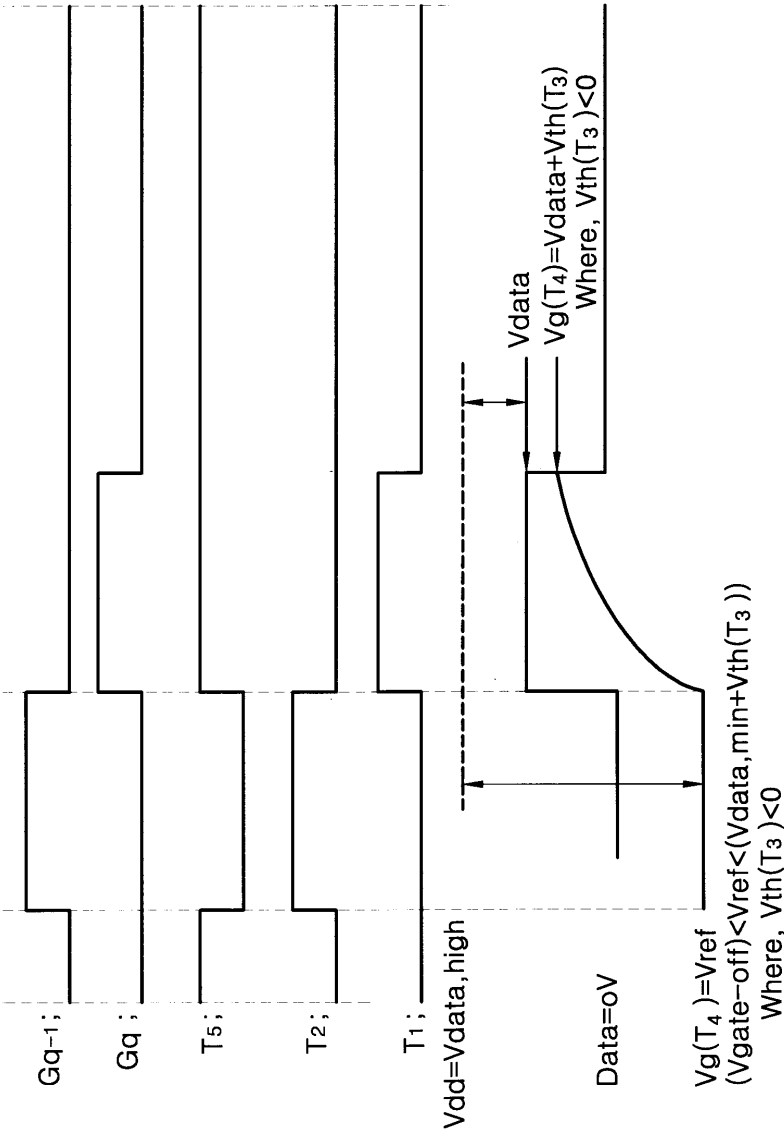 Gq-1;
Gq;
T5;
T2;
T1;
Vdd=Vdata,high
Vdata
Vg(T4)=Vdata+Vth(T3)
Where, Vth(T3)<0
Data=oV
Vg(T4)=Vref
(Vgate-off)<Vref<(Vdata,min+Vth(T3))
Where, Vth(T3)<0